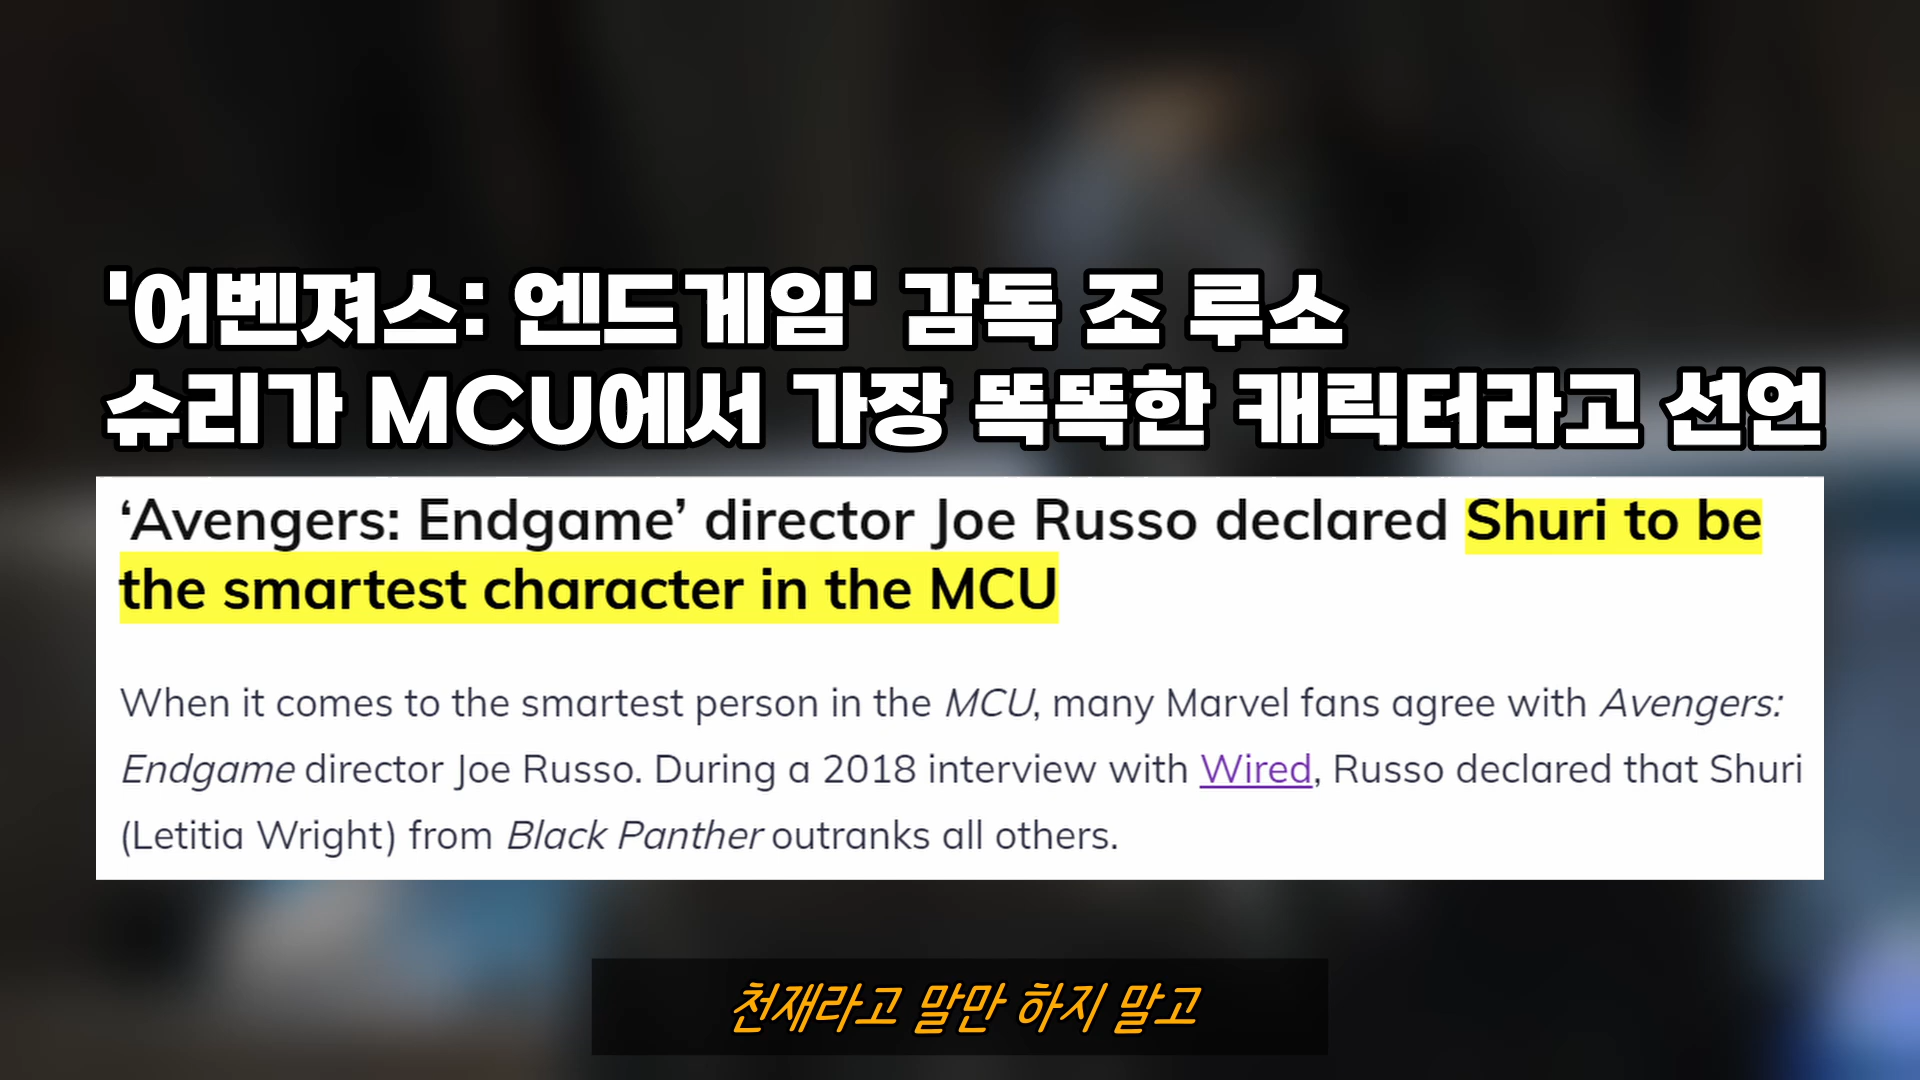 '어벤져스: 엔드게임' 감독 조 루소
슈리가 MCU에서 가장 똑똑한 캐릭터라고 선언
‘Avengers: Endgame’ director Joe Russo declared Shuri to be
the smartest character in the MCU
When it comes to the smartest person in the MCU, many Marvel fans agree with Avengers:
Endgame director Joe Russo. During a 2018 interview with Wired, Russo declared that Shuri
(Letitia Wright) from Black Panther outranks all others.
천재라고 말만 하지 말고